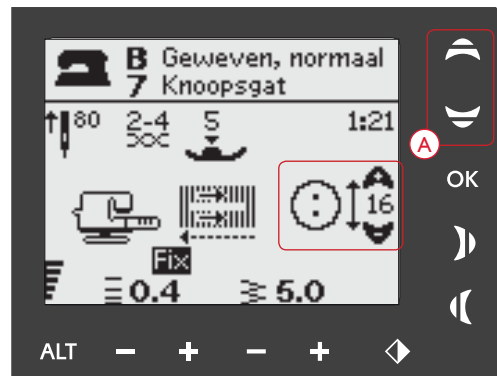 B Geweven, normaal
7 Knoopsgat
80 2-4 5 1:21
A
16
OK
Fix
0.4 5.0
ALT - + - +